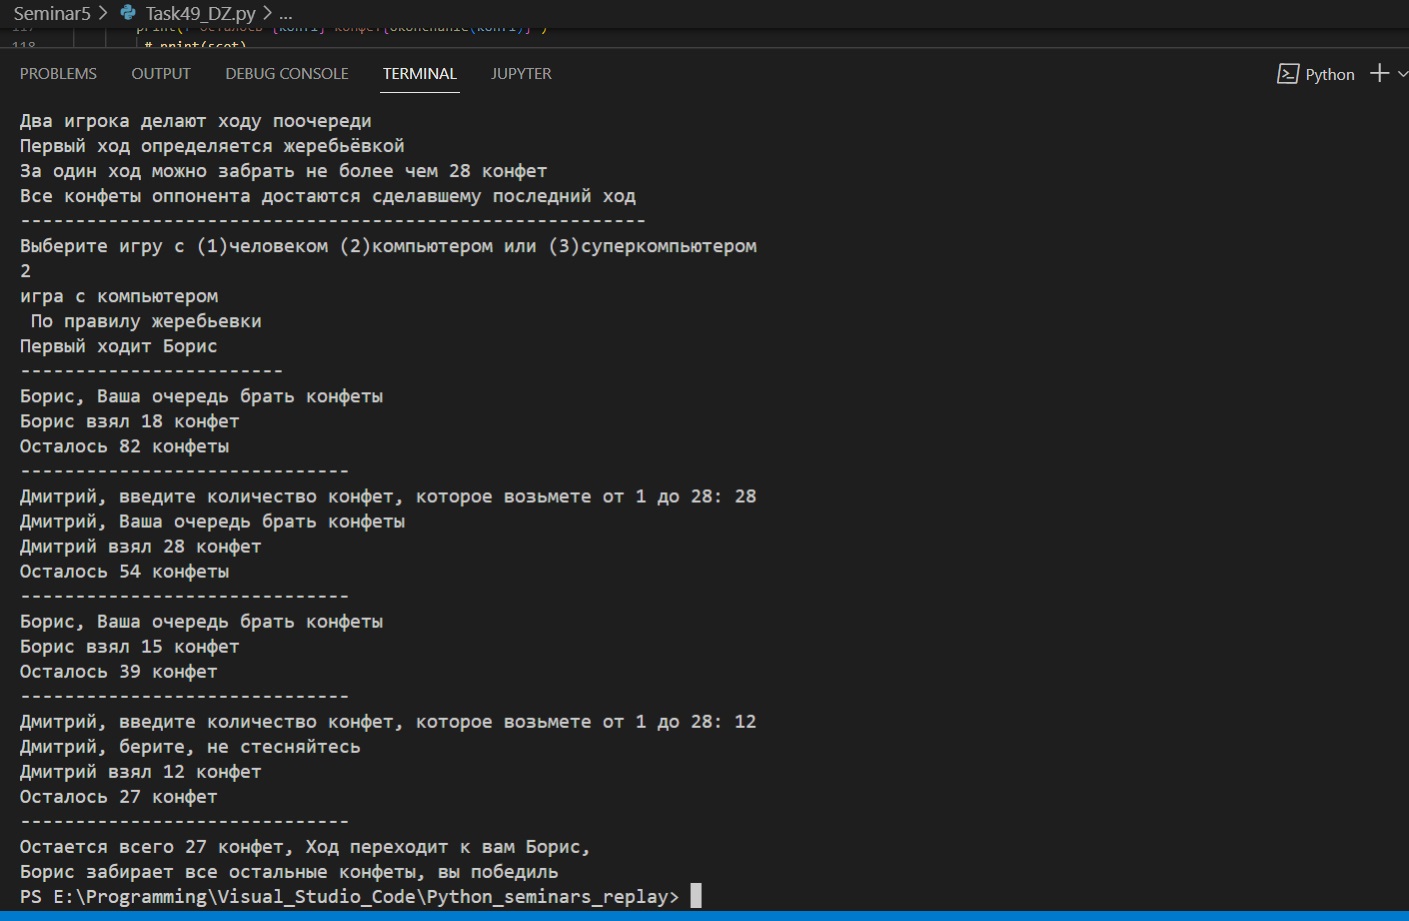 Seminar5 > Task49_DZ.py > ...
118 # print(scet)
PROBLEMS OUTPUT DEBUG CONSOLE TERMINAL JUPYTER Python
Два игрока делают ходу поочереди
Первый ход определяется жеребьёвкой
За один ход можно забрать не более чем 28 конфет
Все конфеты оппонента достаются сделавшему последний ход
---------------------------------------------------------
Выберите игру с (1)человеком (2)компьютером или (3)суперкомпьютером
2
игра с компьютером
По правилу жеребьевки
Первый ходит Борис
------------------------
Борис, Ваша очередь брать конфеты
Борис взял 18 конфет
Осталось 82 конфеты
------------------------------
Дмитрий, введите количество конфет, которое возьмете от 1 до 28: 28
Дмитрий, Ваша очередь брать конфеты
Дмитрий взял 28 конфет
Осталось 54 конфеты
------------------------------
Борис, Ваша очередь брать конфеты
Борис взял 15 конфет
Осталось 39 конфет
------------------------------
Дмитрий, введите количество конфет, которое возьмете от 1 до 28: 12
Дмитрий, берите, не стесняйтесь
Дмитрий взял 12 конфет
Осталось 27 конфет
------------------------------
Остается всего 27 конфет, Ход переходит к вам Борис,
Борис забирает все остальные конфеты, вы победиль
PS E:\Programming\Visual_Studio_Code\Python_seminars_replay>